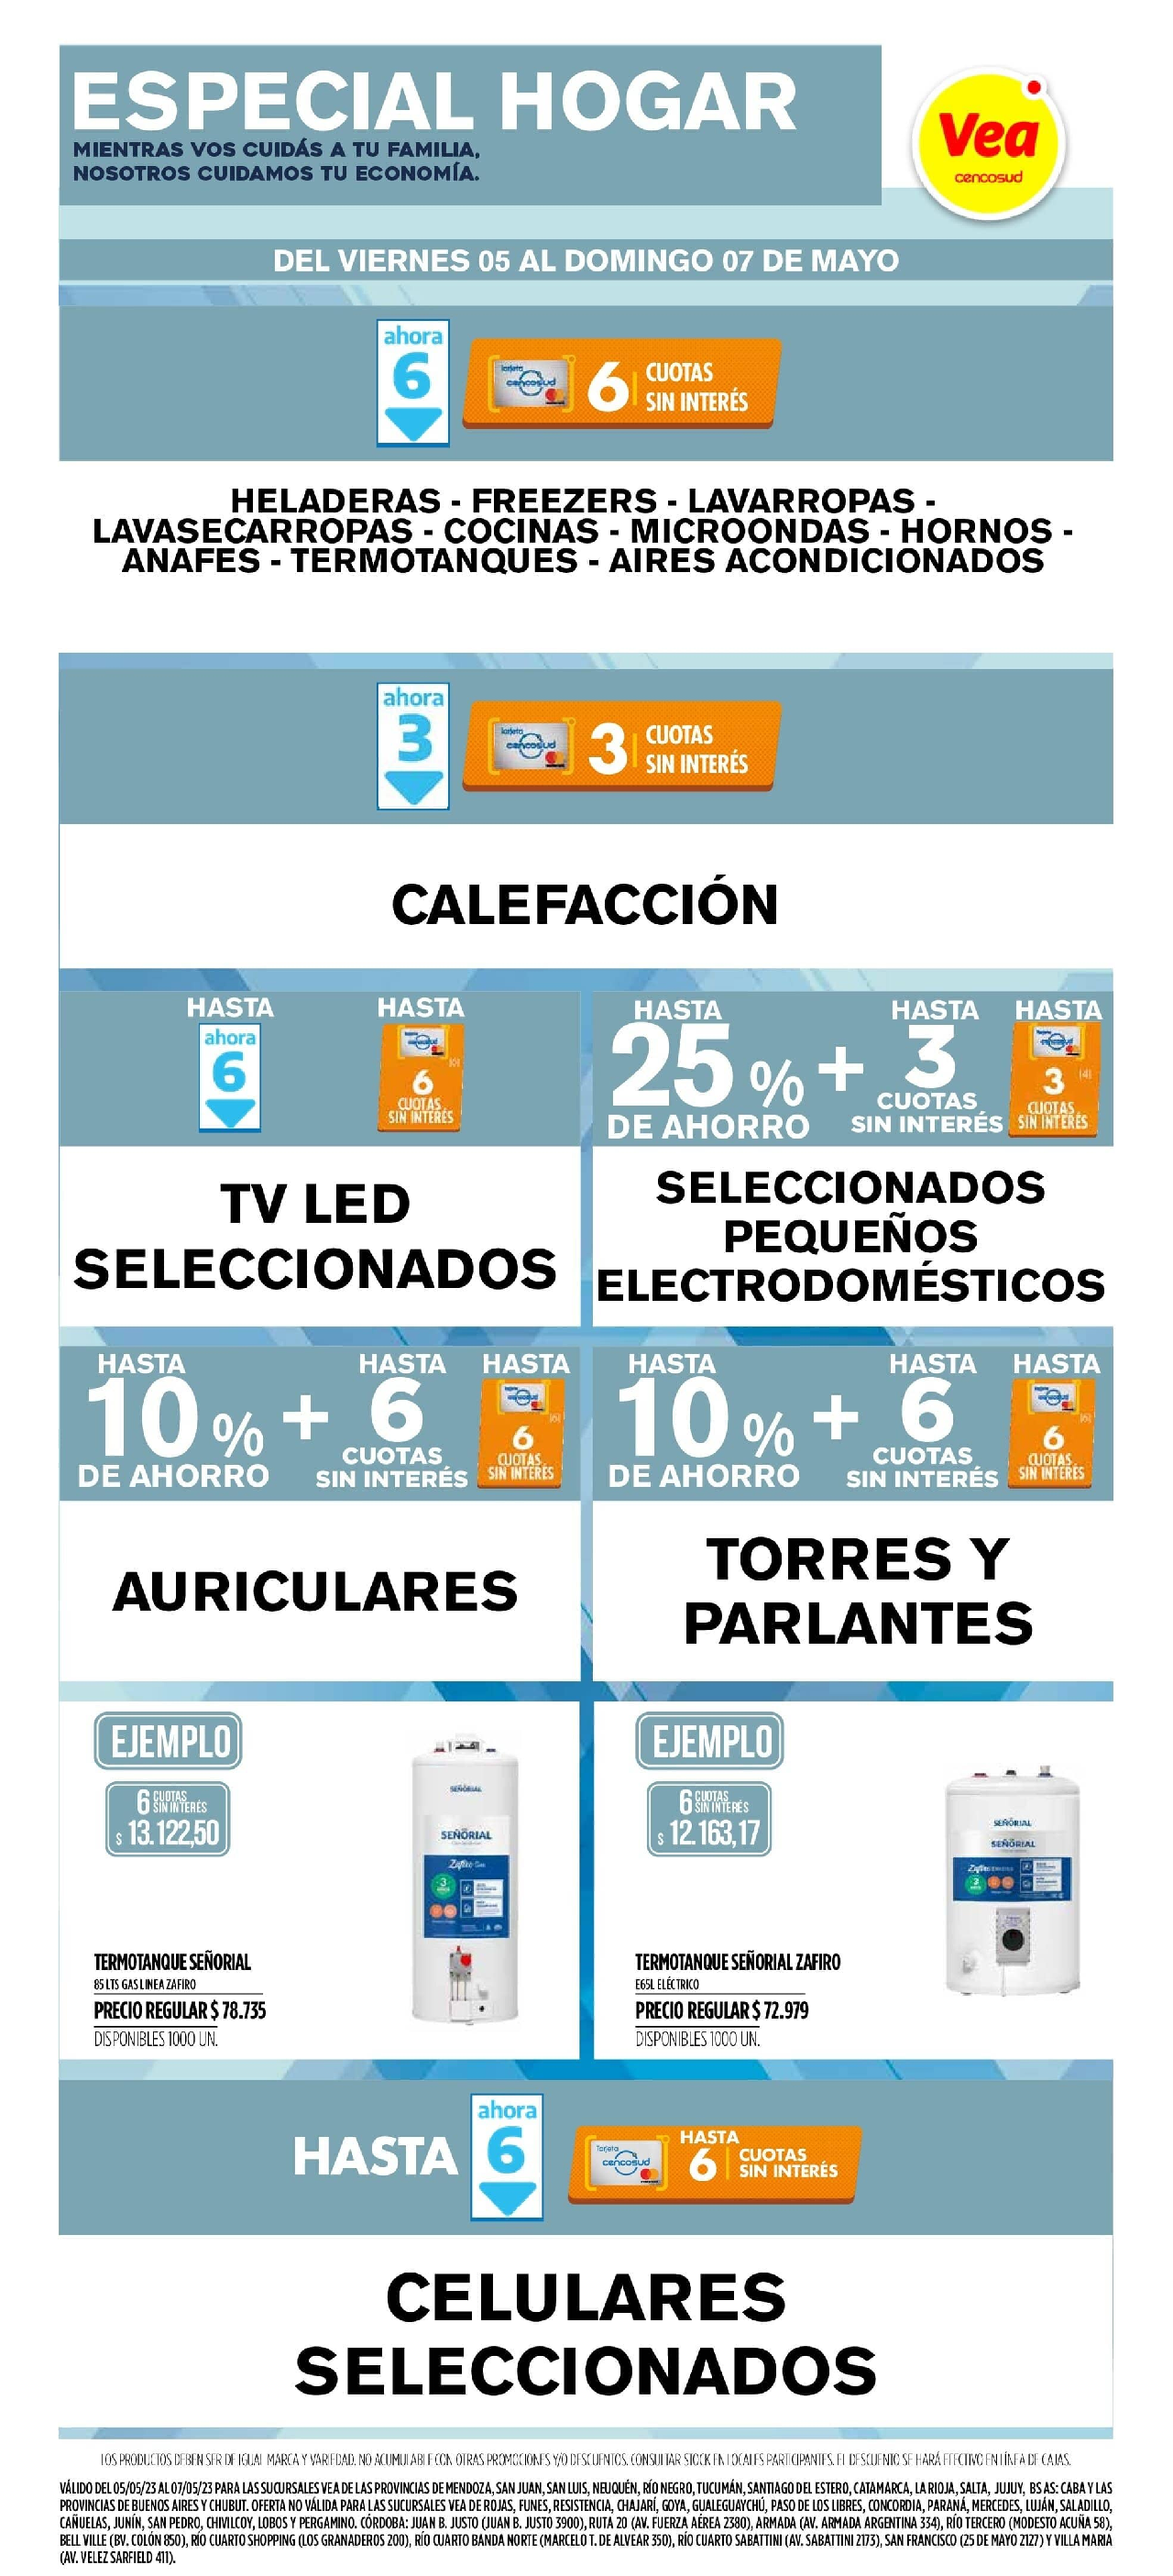 ESPECIAL HOGAR
MIENTRAS VOS CUIDÁS A TU FAMILIA,
NOSOTROS CUIDAMOS TU ECONOMÍA.
Vea
cencosud
DEL VIERNES 05 AL DOMINGO 07 DE MAYO
ahora
6
tarjeta
cencosud
6 CUOTAS
SIN INTERÉS
HELADERAS - FREEZERS - LAVARROPAS -
LAVASECARROPAS - COCINAS - MICROONDAS - HORNOS -
ANAFES - TERMOTANQUES - AIRES ACONDICIONADOS
ahora
3
tarjeta
cencosud
3 CUOTAS
SIN INTERÉS
CALEFACCIÓN
HASTA
ahora
6
HASTA
6
CUOTAS
SIN INTERÉS
TV LED
SELECCIONADOS
HASTA
25% +
DE AHORRO
HASTA
3
CUOTAS
SIN INTERÉS
HASTA
3
CUOTAS
SIN INTERÉS
SELECCIONADOS
PEQUEÑOS
ELECTRODOMÉSTICOS
HASTA
10% +
DE AHORRO
HASTA
6
CUOTAS
SIN INTERÉS
HASTA
6
CUOTAS
SIN INTERÉS
AURICULARES
HASTA
10% +
DE AHORRO
HASTA
6
CUOTAS
SIN INTERÉS
HASTA
6
CUOTAS
SIN INTERÉS
TORRES Y
PARLANTES
EJEMPLO
6 CUOTAS
SIN INTERÉS
$ 13.122,50
SEÑORIAL
SEÑORIAL
Zafiro
3
TERMOTANQUE SEÑORIAL
85 LTS GAS LINEA ZAFIRO
PRECIO REGULAR $ 78.735
DISPONIBLES 1000 UN.
EJEMPLO
6 CUOTAS
SIN INTERÉS
$ 12.163,17
SEÑORIAL
SEÑORIAL
Zafiro
3
TERMOTANQUE SEÑORIAL ZAFIRO
E65L ELÉCTRICO
PRECIO REGULAR $ 72.979
DISPONIBLES 1000 UN.
HASTA
ahora
6
Tarjeta
cencosud
HASTA
6 CUOTAS
SIN INTERÉS
CELULARES
SELECCIONADOS
LOS PRODUCTOS DEBEN SER DE IGUAL MARCA Y VARIEDAD. NO ACUMULABLE CON OTRAS PROMOCIONES Y/O DESCUENTOS. CONSULTAR STOCK EN LOCALES PARTICIPANTES. EL DESCUENTO SE HARÁ EFECTIVO EN LÍNEA DE CAJAS.
VÁLIDO DEL 05/05/23 AL 07/05/23 PARA LAS SUCURSALES VEA DE LAS PROVINCIAS DE MENDOZA, SAN JUAN, SAN LUIS, NEUQUÉN, RÍO NEGRO, TUCUMÁN, SANTIAGO DEL ESTERO, CATAMARCA, LA RIOJA, SALTA, JUJUY, BS AS: CABA Y LAS
PROVINCIAS DE BUENOS AIRES Y CHUBUT. OFERTA NO VÁLIDA PARA LAS SUCURSALES VEA DE ROJAS, FUNES, RESISTENCIA, CHAJARÍ, GOYA, GUALEGUAYCHÚ, PASO DE LOS LIBRES, CONCORDIA, PARANÁ, MERCEDES, LUJÁN, SALADILLO,
CAÑUELAS, JUNÍN, SAN PEDRO, CHIVILCOY, LOBOS Y PERGAMINO. CÓRDOBA: JUAN B. JUSTO (JUAN B. JUSTO 3900), RUTA 20 (AV. FUERZA AÉREA 2380), ARMADA (AV. ARMADA ARGENTINA 334), RÍO TERCERO (MODESTO ACUÑA 58),
BELL VILLE (BV. COLÓN 850), RÍO CUARTO SHOPPING (LOS GRANADEROS 200), RÍO CUARTO BANDA NORTE (MARCELO T. DE ALVEAR 350), RÍO CUARTO SABATTINI (AV. SABATTINI 2173), SAN FRANCISCO (25 DE MAYO 2127) Y VILLA MARIA
(AV. VELEZ SARFIELD 411).